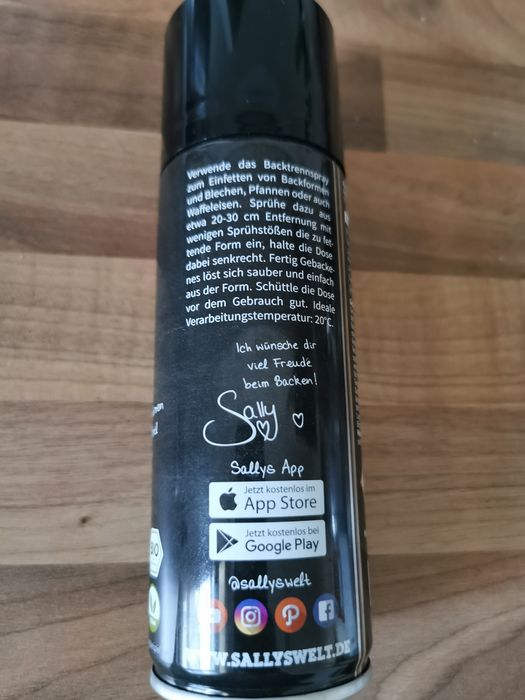 Verwende das Backtrennspray
zum Einfetten von Backformen
und Blechen, Pfannen oder auch
Waffeleisen. Sprühe dazu aus
etwa 20-30 cm Entfernung mit
wenigen Sprühstößen die zu fet-
tende Form ein, halte die Dose
dabei senkrecht. Fertig Gebacke-
nes löst sich sauber und einfach
aus der Form. Schüttle die Dose
vor dem Gebrauch gut. Ideale
Verarbeitungstemperatur: 20°C.
Ich wünsche dir
viel Freude
beim Backen!
Sally
Sallys App
Jetzt kostenlos im
App Store
Jetzt kostenlos bei
Google Play
@sallyswelt
WWW.SALLYSWELT.DE
BIO